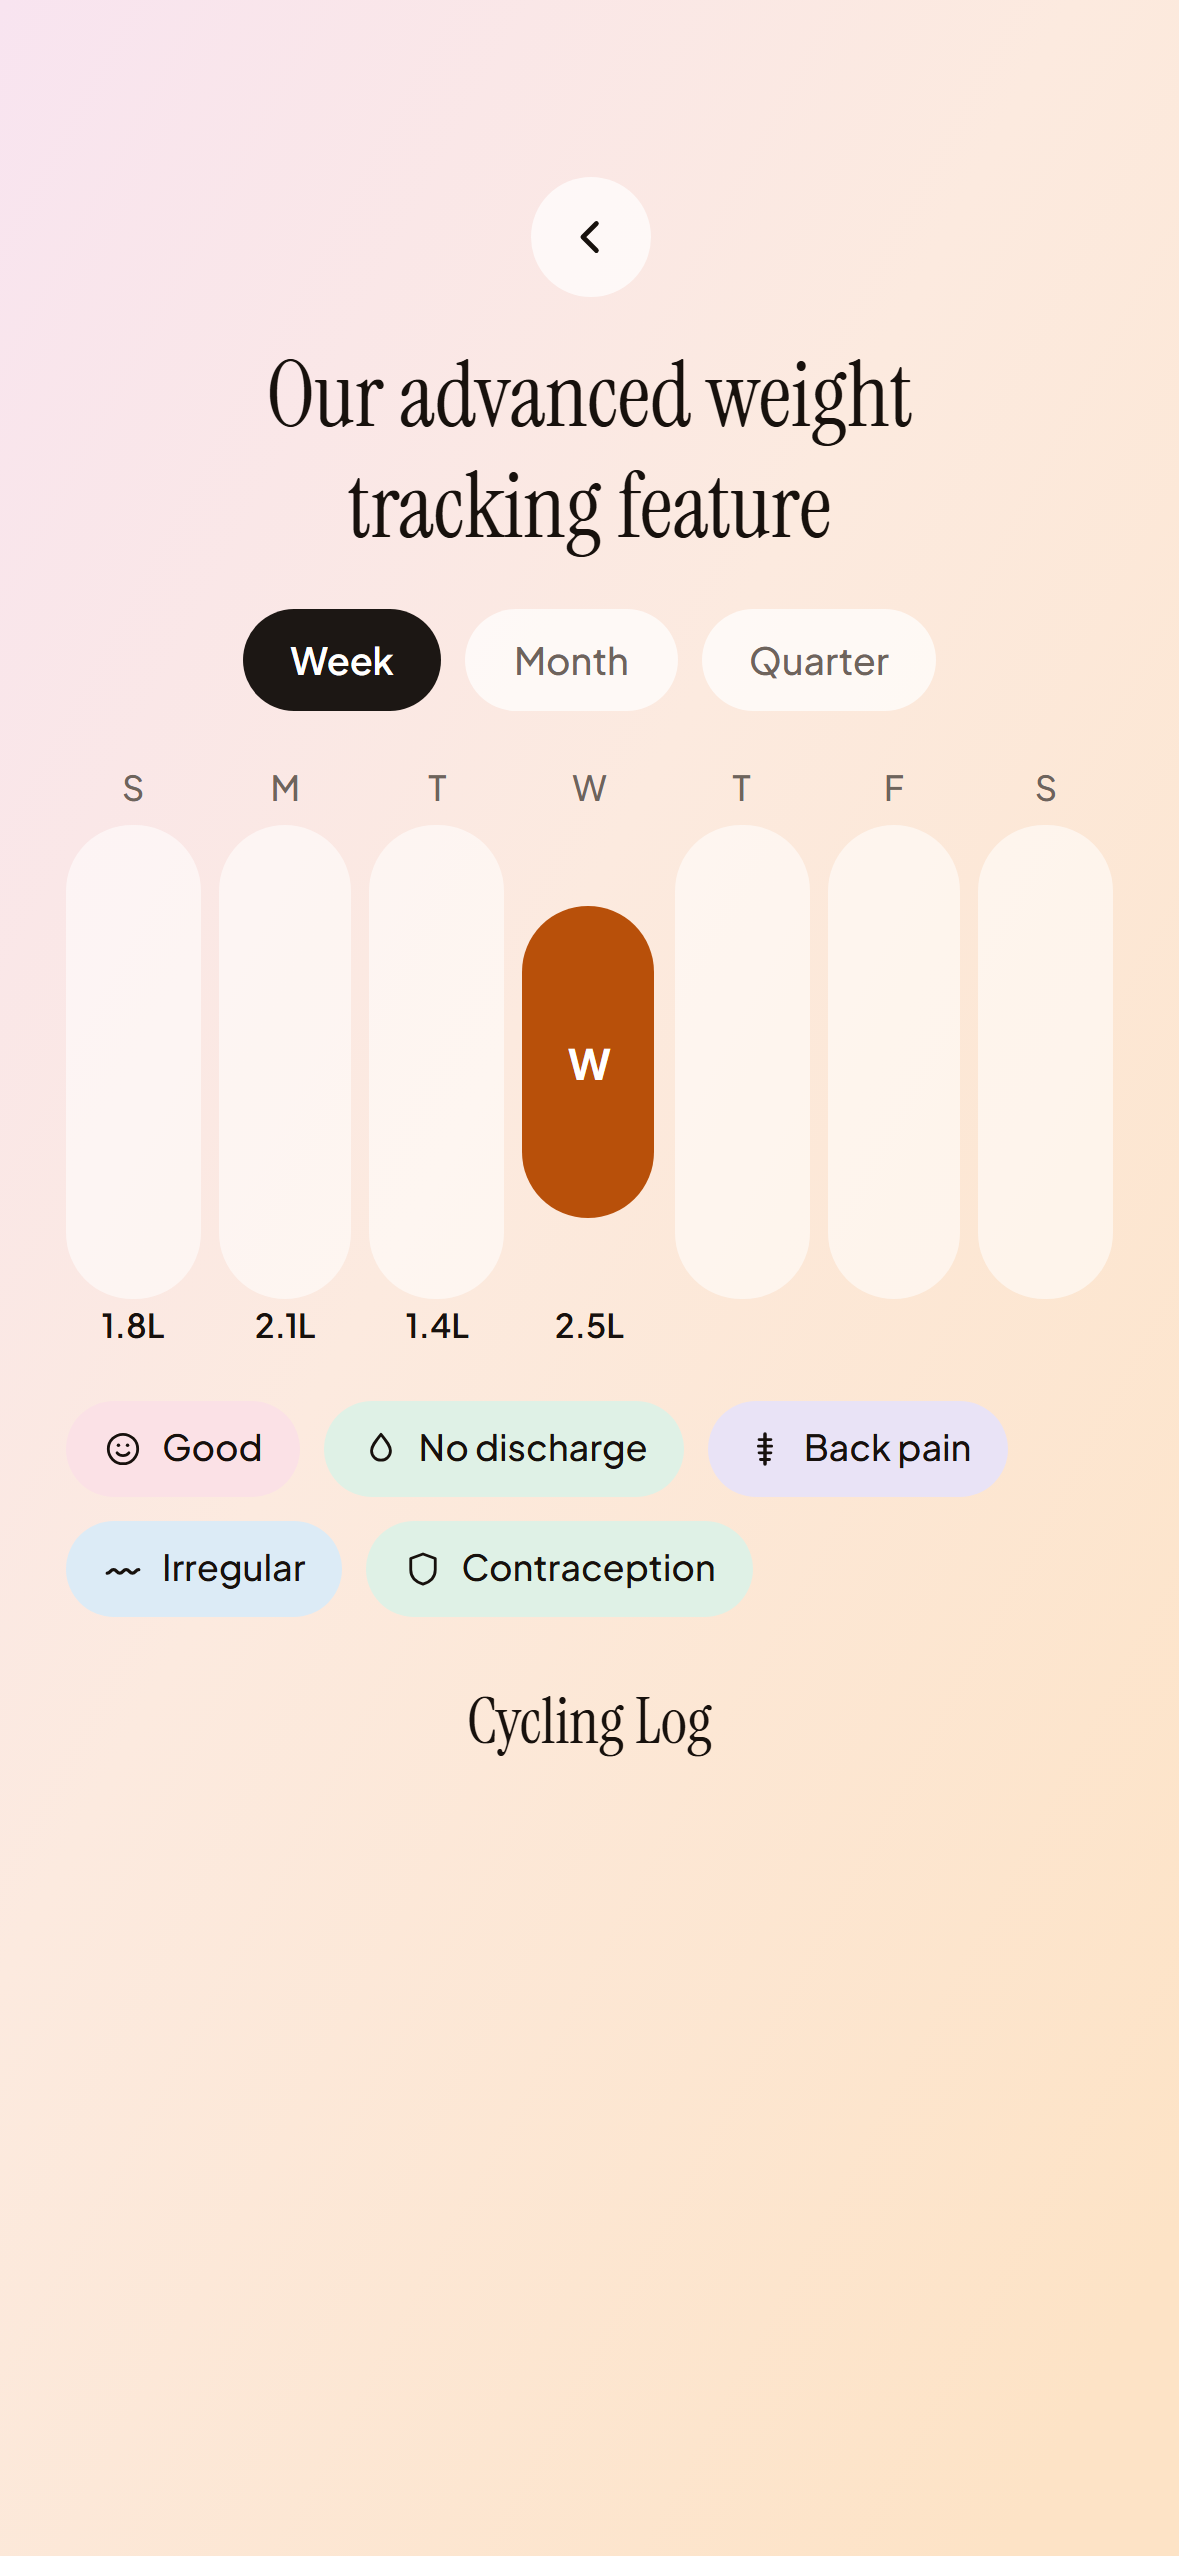 Our advanced weight
tracking feature
Week Month Quarter
S M T W T F S
W
1.8L 2.1L 1.4L 2.5L
Good No discharge Back pain
Irregular Contraception
Cycling Log